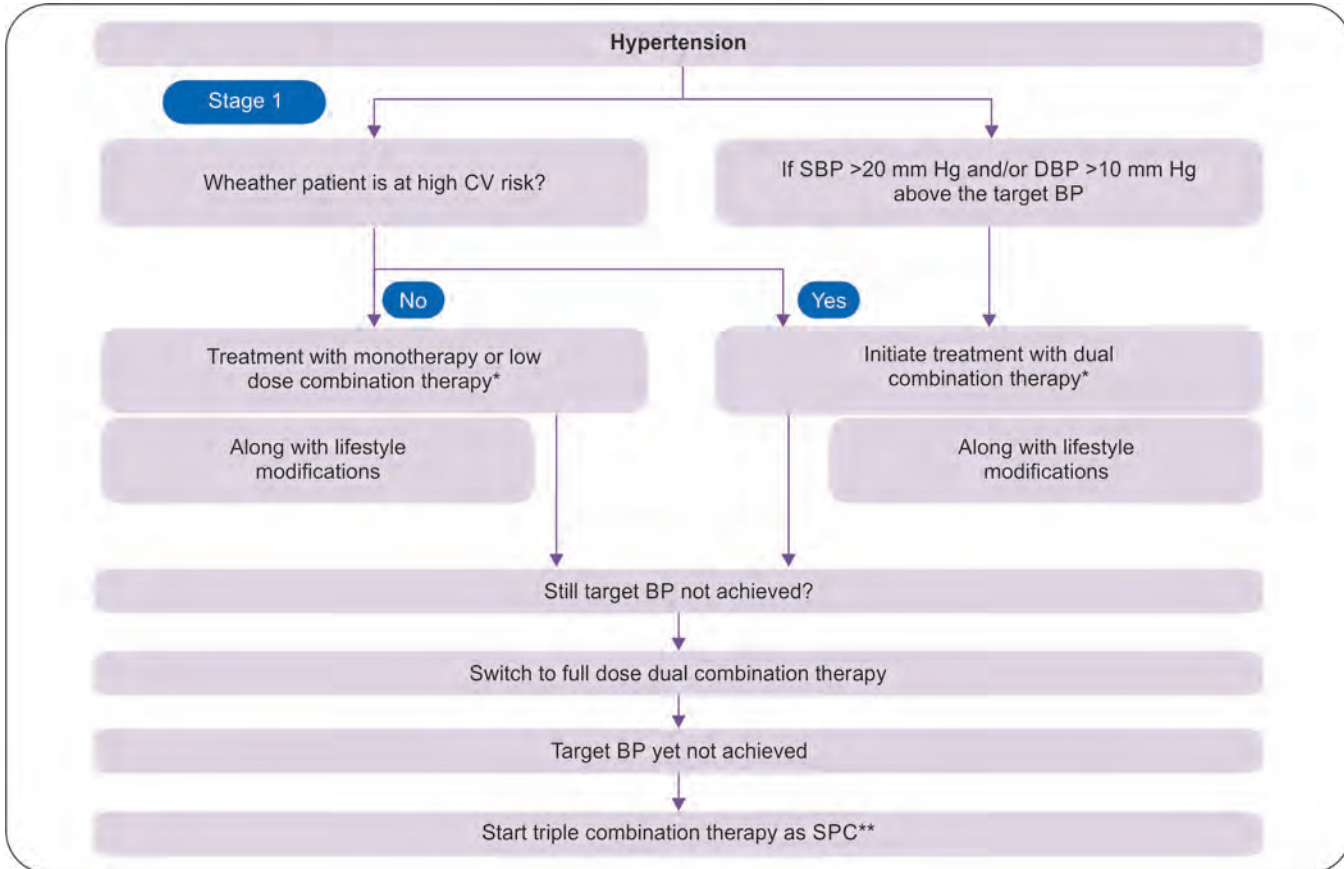 Hypertension
Stage 1
Wheather patient is at high CV risk?
If SBP >20 mm Hg and/or DBP >10 mm Hg
above the target BP
No
Yes
Treatment with monotherapy or low
dose combination therapy*
Initiate treatment with dual
combination therapy*
Along with lifestyle
modifications
Along with lifestyle
modifications
Still target BP not achieved?
Switch to full dose dual combination therapy
Target BP yet not achieved
Start triple combination therapy as SPC**